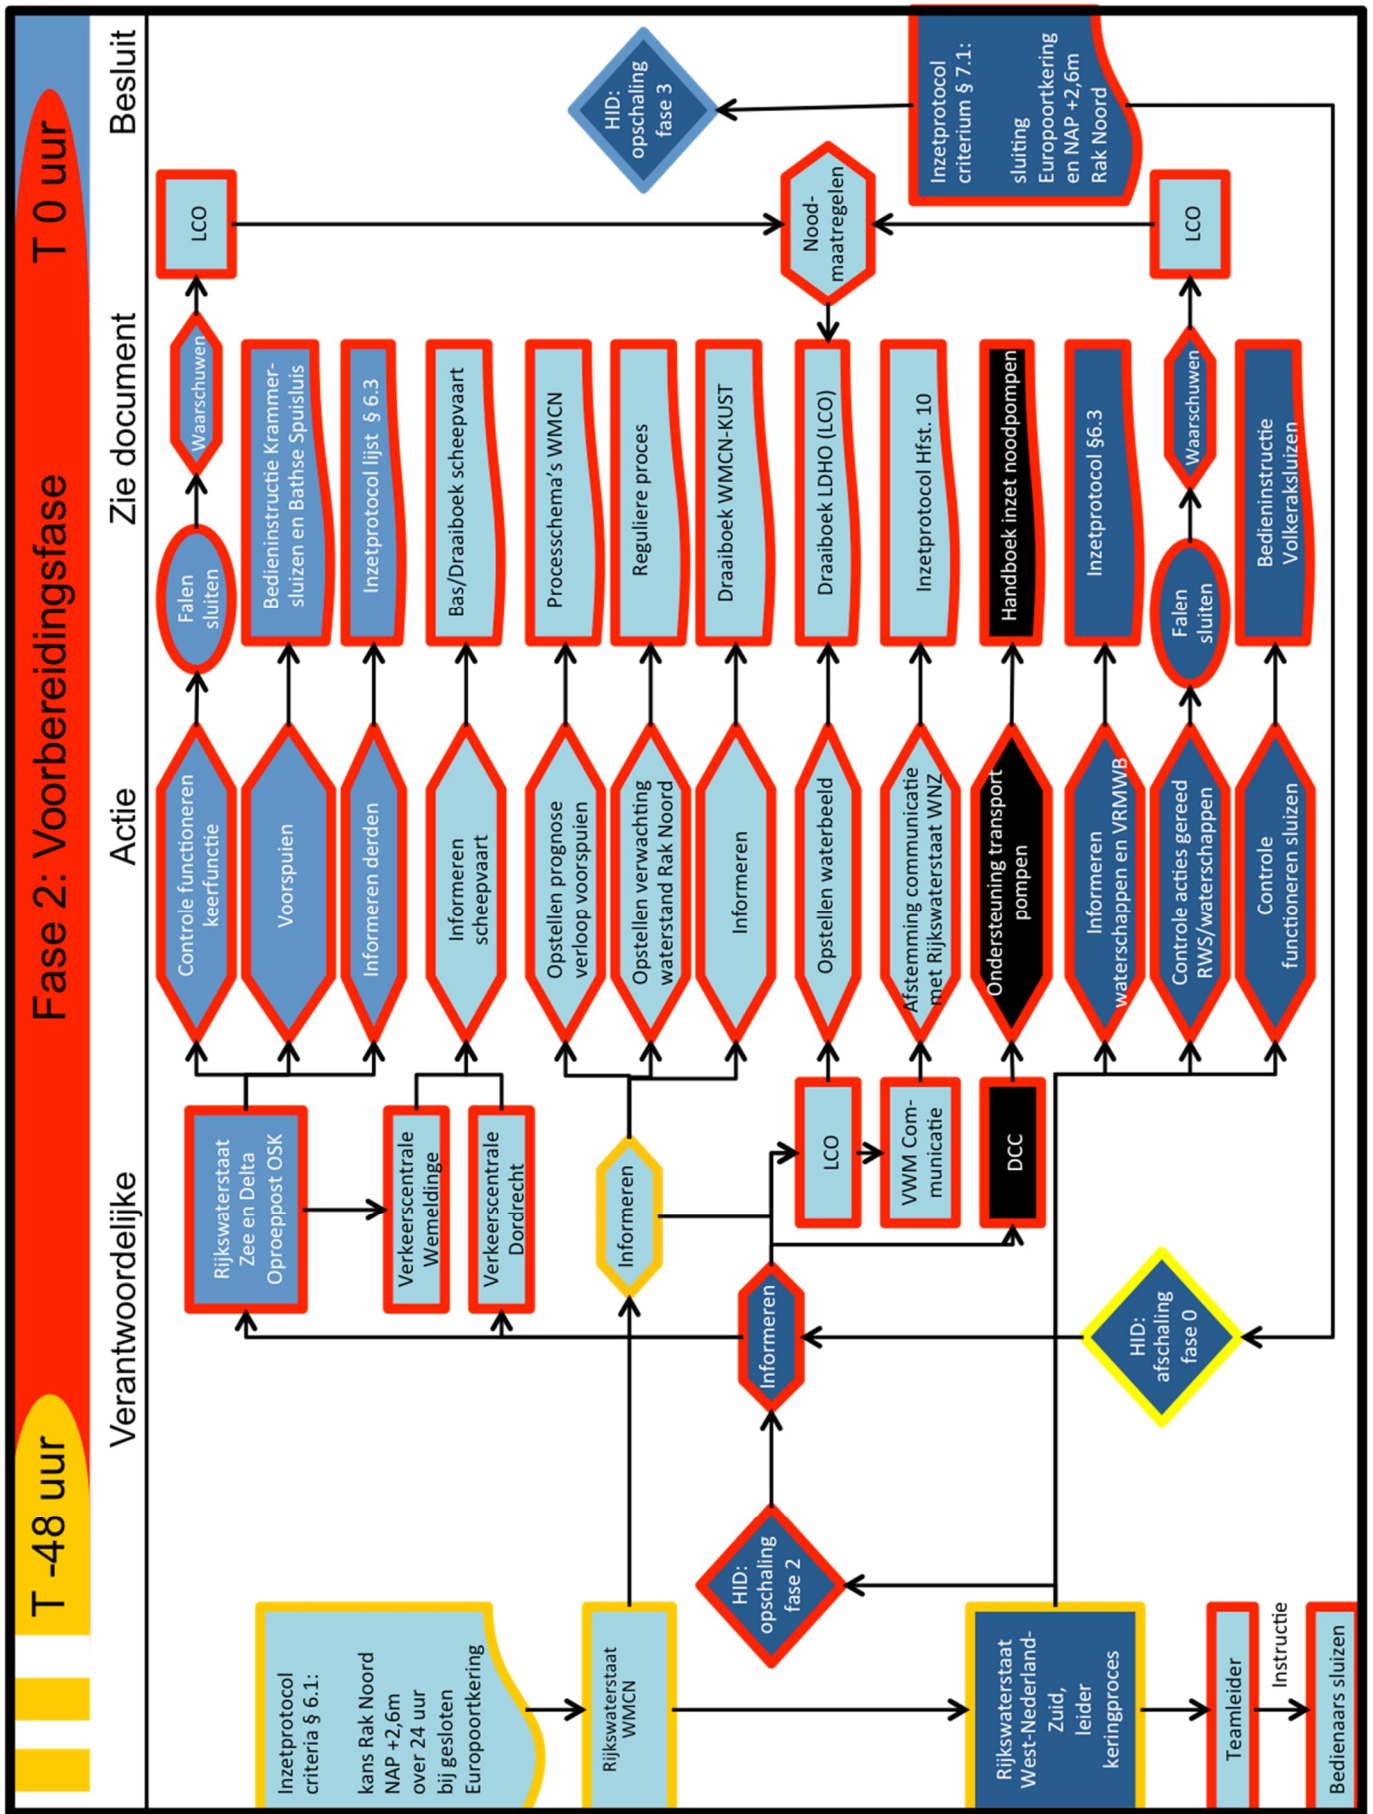 Fase 2: Voorbereidingsfase
T -48 uur
T 0 uur
Verantwoordelijke
Actie
Zie document
Besluit
Inzetprotocol
criteria § 6.1:
kans Rak Noord
NAP +2,6m
over 24 uur
bij gesloten
Europoortkering
Rijkswaterstaat
WMCN
Rijkswaterstaat
West-Nederland-
Zuid,
leider
keringproces
Teamleider
Instructie
Bedienaars sluizen
HID:
opschaling
fase 2
Informeren
HID:
afschaling
fase 0
Informeren
Rijkswaterstaat
Zee en Delta
Oproeppost OSK
Verkeerscentrale
Wemeldinge
Verkeerscentrale
Dordrecht
LCO
VWM Com-
municatie
DCC
Controle functioneren
keerfunctie
Voorspuien
Informeren derden
Informeren
scheepvaart
Opstellen prognose
verloop voorspuien
Opstellen verwachting
waterstand Rak Noord
Informeren
Opstellen waterbeeld
Afstemming communicatie
met Rijkswaterstaat WNZ
Ondersteuning transport
pompen
Informeren
waterschappen en VRMWB
Controle acties gereed
RWS/waterschappen
Controle
functioneren sluizen
Falen
sluiten
Waarschuwen
LCO
Bedieninstructie Krammer-
sluizen en Bathse Spuisluis
Inzetprotocol lijst § 6.3
Bas/Draaiboek scheepvaart
Processchema's WMCN
Reguliere proces
Draaiboek WMCN-KUST
Draaiboek LDHO (LCO)
Inzetprotocol Hfst. 10
Handboek inzet noodpompen
Inzetprotocol §6.3
Falen
sluiten
Waarschuwen
LCO
Bedieninstructie
Volkeraksluizen
Nood-
maatregelen
HID:
opschaling
fase 3
Inzetprotocol
criterium § 7.1:
sluiting
Europoortkering
en NAP +2,6m
Rak Noord